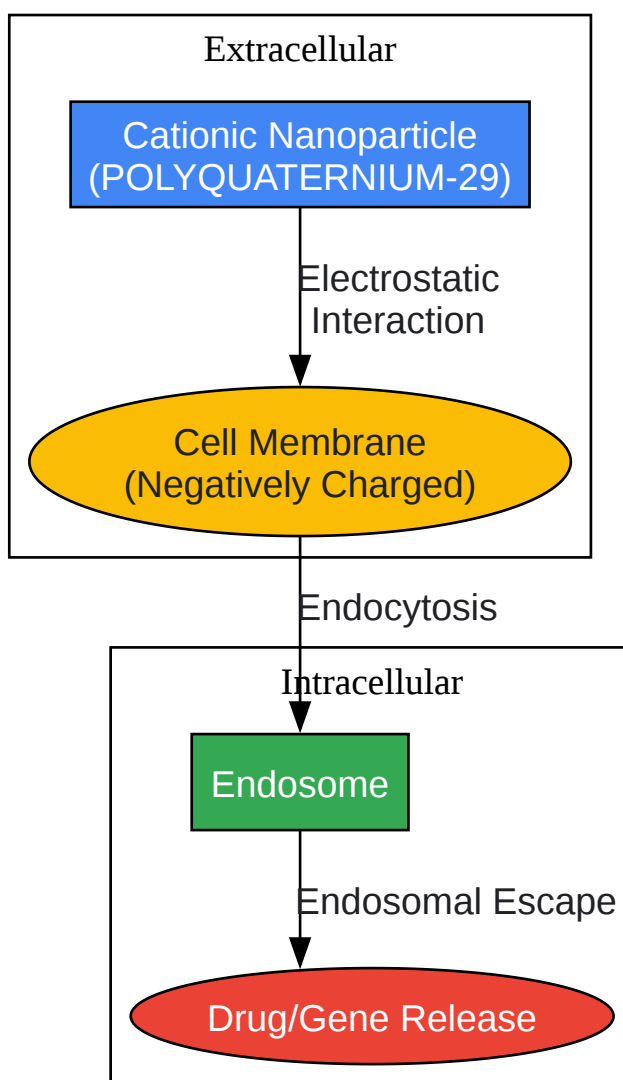 Extracellular
Cationic Nanoparticle
(POLYQUATERNIUM-29)
Electrostatic
Interaction
Cell Membrane
(Negatively Charged)
Endocytosis
Intracellular
Endosome
Endosomal Escape
Drug/Gene Release